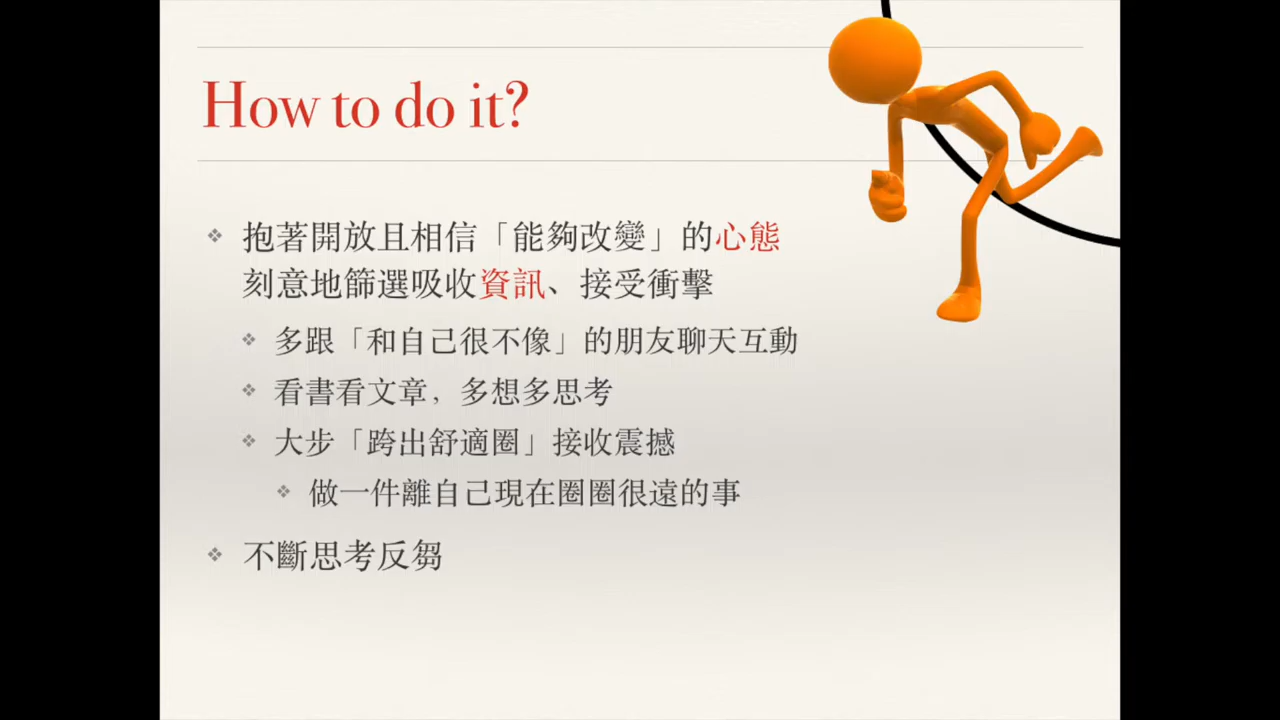 How to do it?
抱著開放且相信「能夠改變」的心態
刻意地篩選吸收資訊、接受衝擊
多跟「和自己很不像」的朋友聊天互動
看書看文章，多想多思考
大步「跨出舒適圈」接收震撼
做一件離自己現在圈圈很遠的事
不斷思考反芻